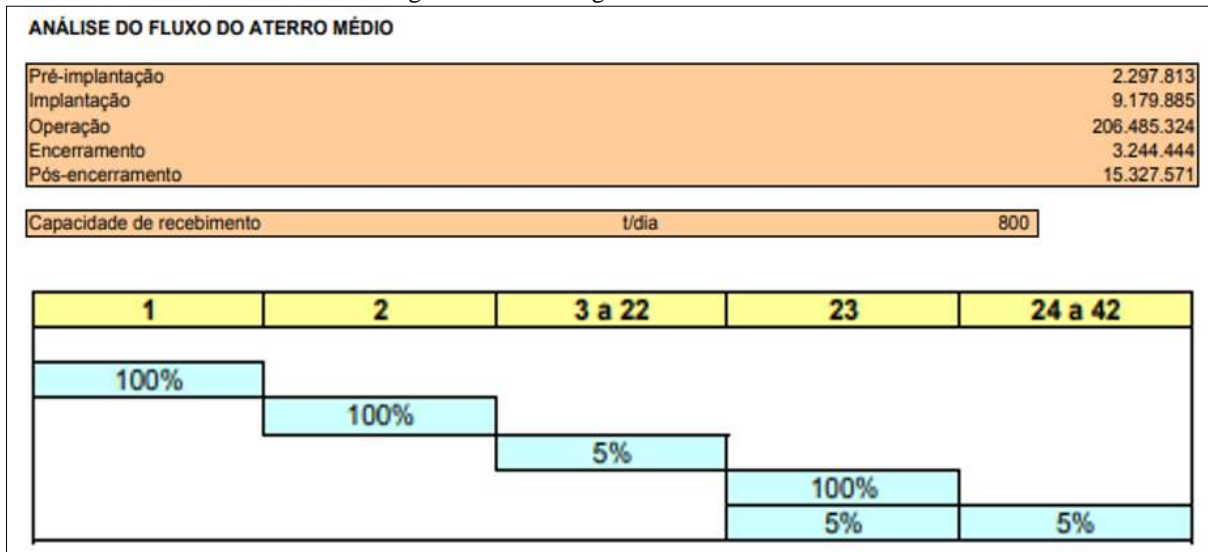 ANÁLISE DO FLUXO DO ATERRO MÉDIO
Pré-implantação 2.297.813
Implantação 9.179.885
Operação 206.485.324
Encerramento 3.244.444
Pós-encerramento 15.327.571
Capacidade de recebimento t/dia 800
1 2 3 a 22 23 24 a 42
100%
100%
5%
100%
5% 5%